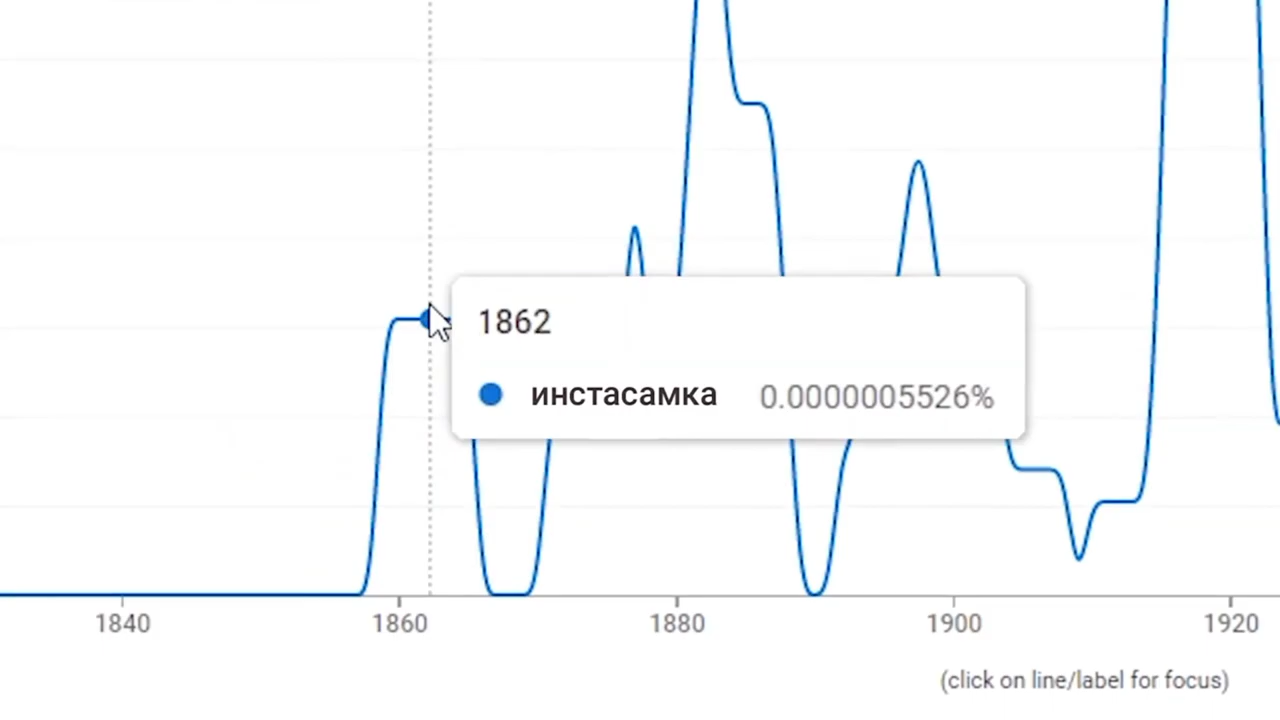 1862
инстасамка 0.0000005526%
1840 1860 1880 1900 1920
(click on line/label for focus)